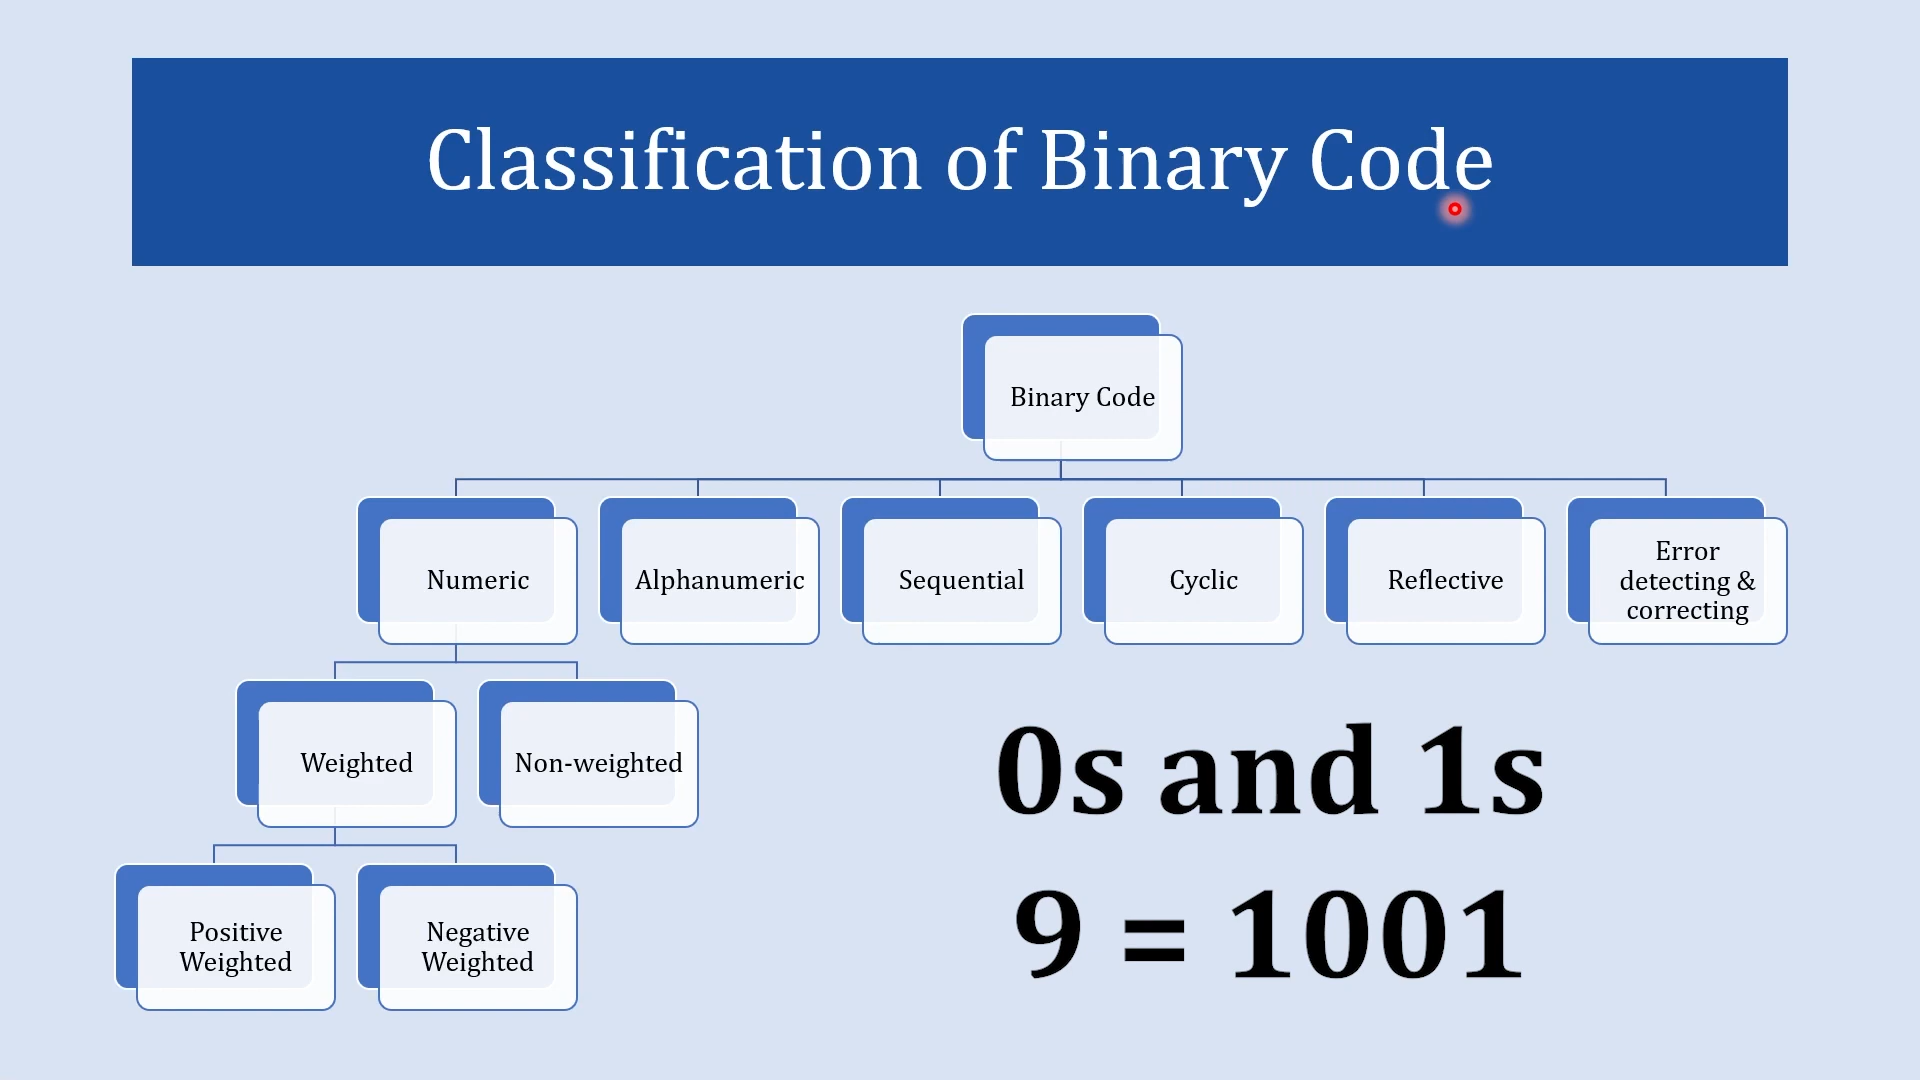 Classification of Binary Code
Binary Code
Numeric
Alphanumeric
Sequential
Cyclic
Reflective
Error
detecting &
correcting
Weighted
Non-weighted
Positive
Weighted
Negative
Weighted
0s and 1s
9 = 1001